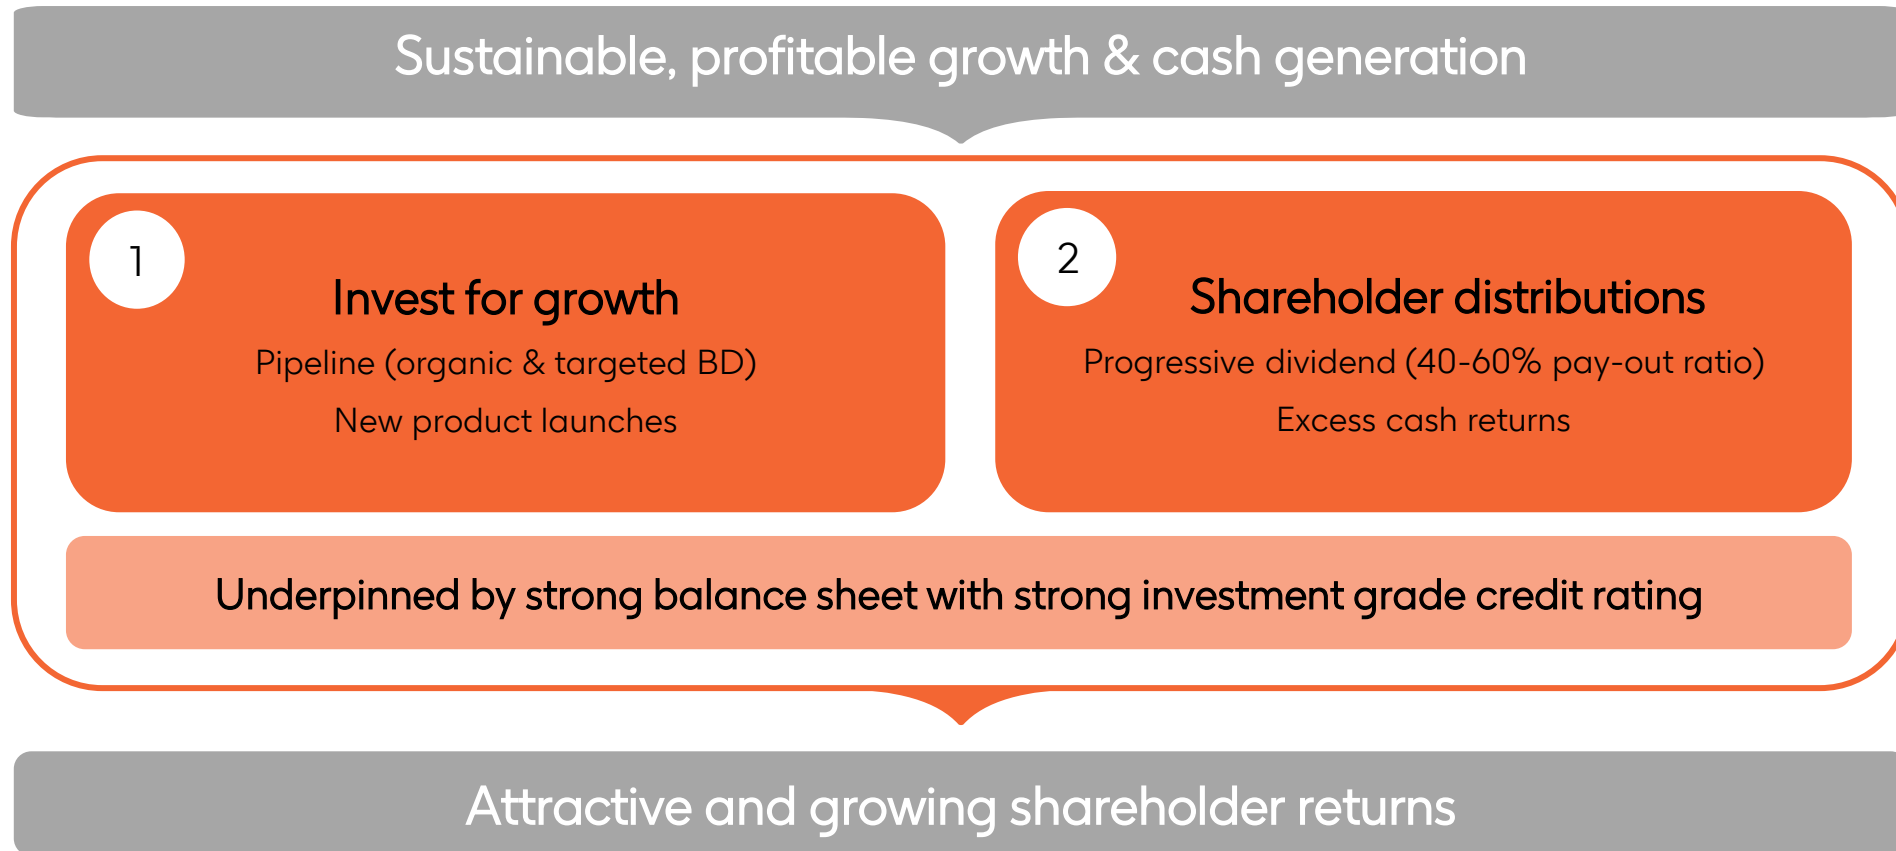 Sustainable, profitable growth & cash generation
1
Invest for growth
Pipeline (organic & targeted BD)
New product launches
2
Shareholder distributions
Progressive dividend (40-60% pay-out ratio)
Excess cash returns
Underpinned by strong balance sheet with strong investment grade credit rating
Attractive and growing shareholder returns